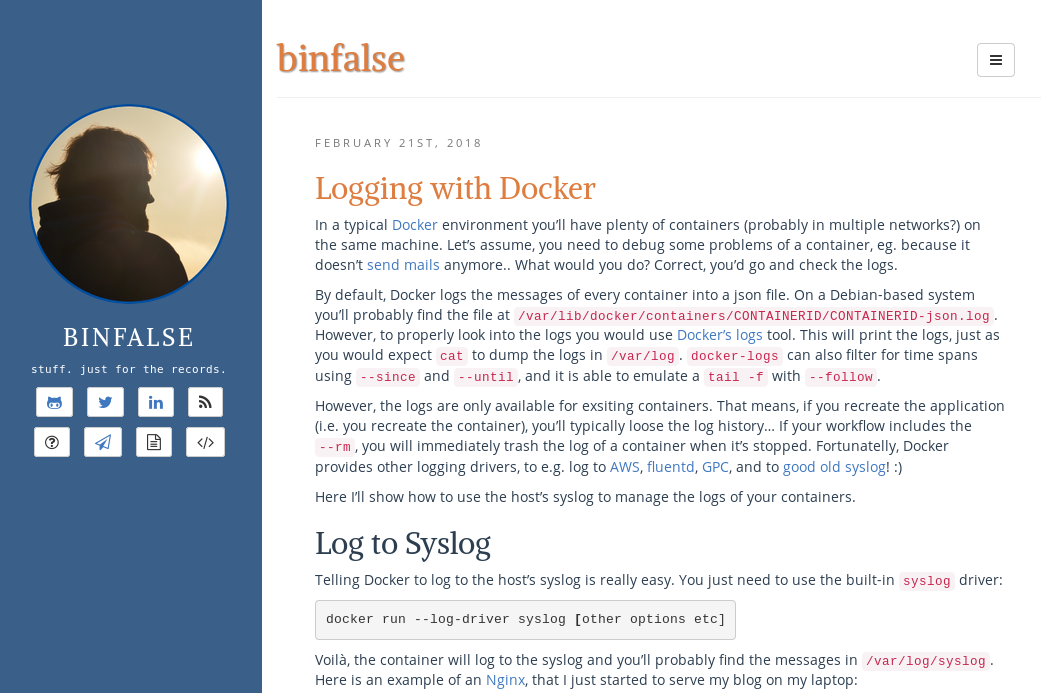 binfalse
BINFALSE
stuff. just for the records.
FEBRUARY 21ST, 2018
Logging with Docker
In a typical Docker environment you’ll have plenty of containers (probably in multiple networks?) on
the same machine. Let’s assume, you need to debug some problems of a container, eg. because it
doesn’t send mails anymore.. What would you do? Correct, you’d go and check the logs.
By default, Docker logs the messages of every container into a json file. On a Debian-based system
you’ll probably find the file at /var/lib/docker/containers/CONTAINERID/CONTAINERID-json.log.
However, to properly look into the logs you would use Docker’s logs tool. This will print the logs, just as
you would expect cat to dump the logs in /var/log. docker-logs can also filter for time spans
using --since and --until, and it is able to emulate a tail -f with --follow.
However, the logs are only available for exsiting containers. That means, if you recreate the application
(i.e. you recreate the container), you’ll typically loose the log history… If your workflow includes the
--rm, you will immediately trash the log of a container when it’s stopped. Fortunatelly, Docker
provides other logging drivers, to e.g. log to AWS, fluentd, GPC, and to good old syslog! :)
Here I’ll show how to use the host’s syslog to manage the logs of your containers.
Log to Syslog
Telling Docker to log to the host’s syslog is really easy. You just need to use the built-in syslog driver:
docker run --log-driver syslog [other options etc]
Voilà, the container will log to the syslog and you’ll probably find the messages in /var/log/syslog.
Here is an example of an Nginx, that I just started to serve my blog on my laptop: